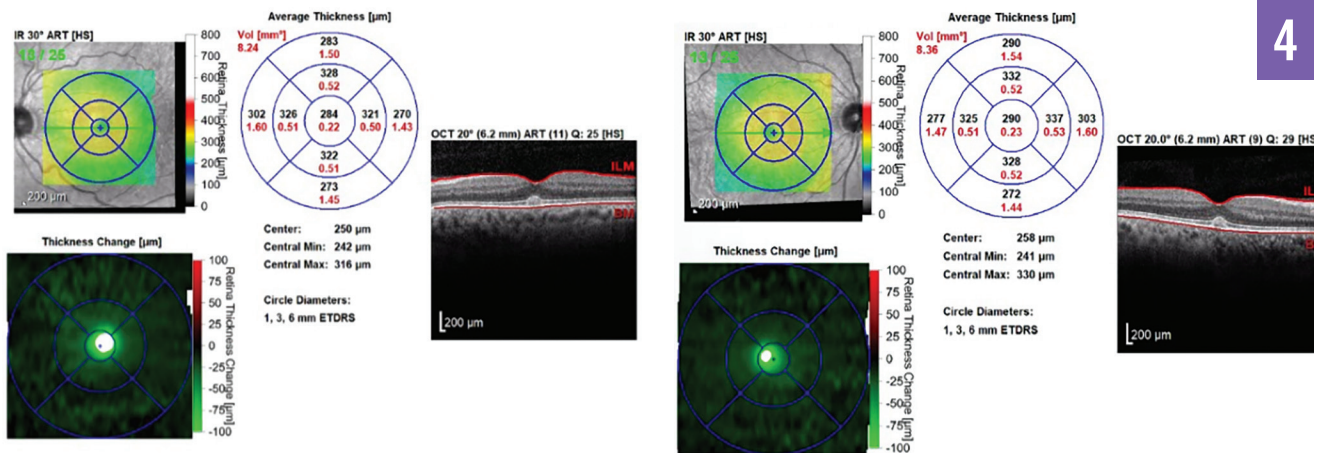 Average Thickness [µm]
IR 30° ART [HS]
Vol [mm³]
8.24
283
1.50
328
0.52
302 326 284 321 270
1.60 0.51 0.22 0.50 1.43
322
0.51
273
1.45
800
700
600
500
400
300
200
100
0
Retina Thickness [µm]
200 µm
Center: 250 µm
Central Min: 242 µm
Central Max: 316 µm
Circle Diameters:
1, 3, 6 mm ETDRS
OCT 20° (6.2 mm) ART (11) Q: 25 [HS]
ILM
BM
200 µm
Thickness Change [µm]
100
75
50
25
0
-25
-50
-75
-100
Retina Thickness Change [µm]
Average Thickness [µm]
IR 30° ART [HS]
Vol [mm³]
8.36
290
1.54
332
0.52
277 325 290 337 303
1.47 0.51 0.23 0.53 1.60
328
0.52
272
1.44
800
700
600
500
400
300
200
100
0
Retina Thickness [µm]
200 µm
Center: 258 µm
Central Min: 241 µm
Central Max: 330 µm
Circle Diameters:
1, 3, 6 mm ETDRS
OCT 20.0° (6.2 mm) ART (9) Q: 29 [HS
IL
200 µm
Thickness Change [µm]
100
75
50
25
0
-25
-50
-75
-100
Retina Thickness Change [µm]
4